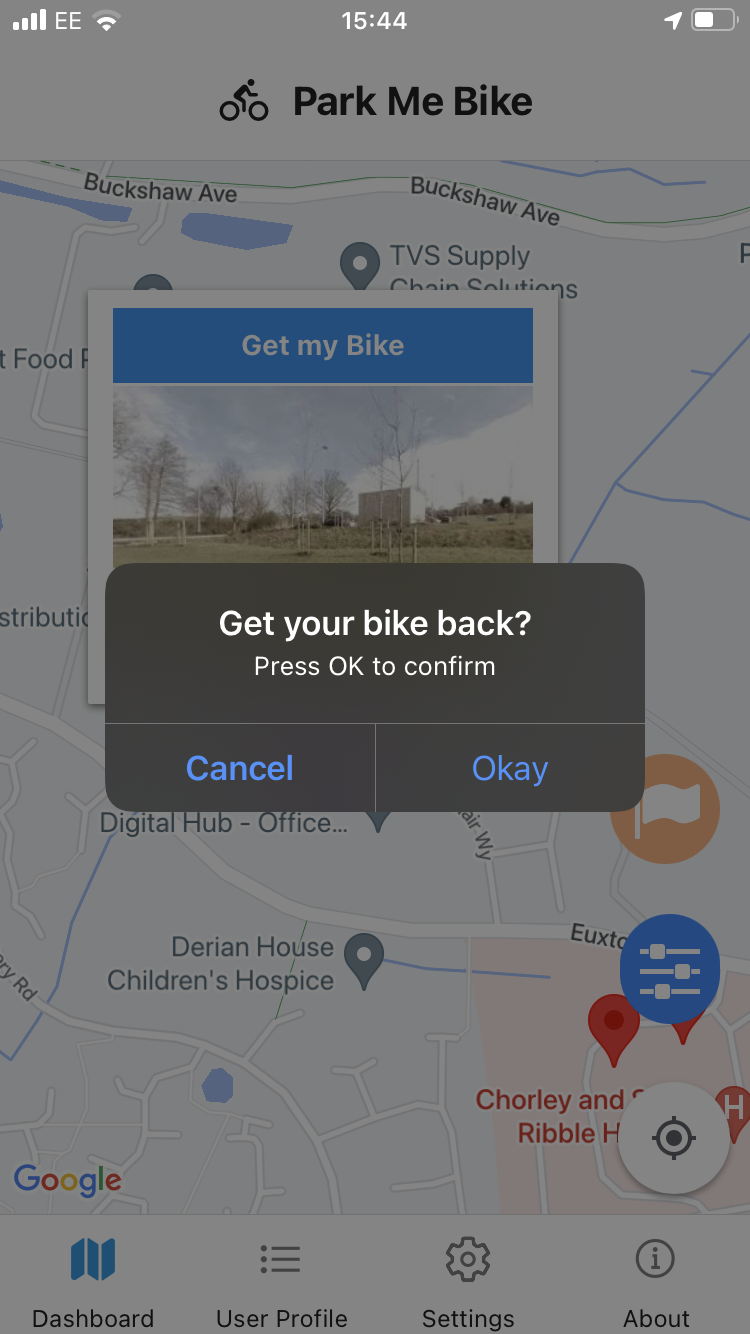 EE
15:44
Park Me Bike
Buckshaw Ave
Buckshaw Ave
TVS Supply
Chain Solutions
t Food
Get my Bike
Get your bike back?
Press OK to confirm
Cancel
Okay
Digital Hub - Office...
air Wy
Derian House
Children's Hospice
Euxto
ery Rd
Chorley and
Ribble H
H
Google
Dashboard
User Profile
Settings
About